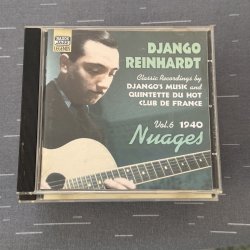 DJANGO
REINHARDT
Classic Recordings by
DJANGO'S MUSIC and
QUINTETTE DU HOT
CLUB DE FRANCE
Vol. 6 1940
Nuages